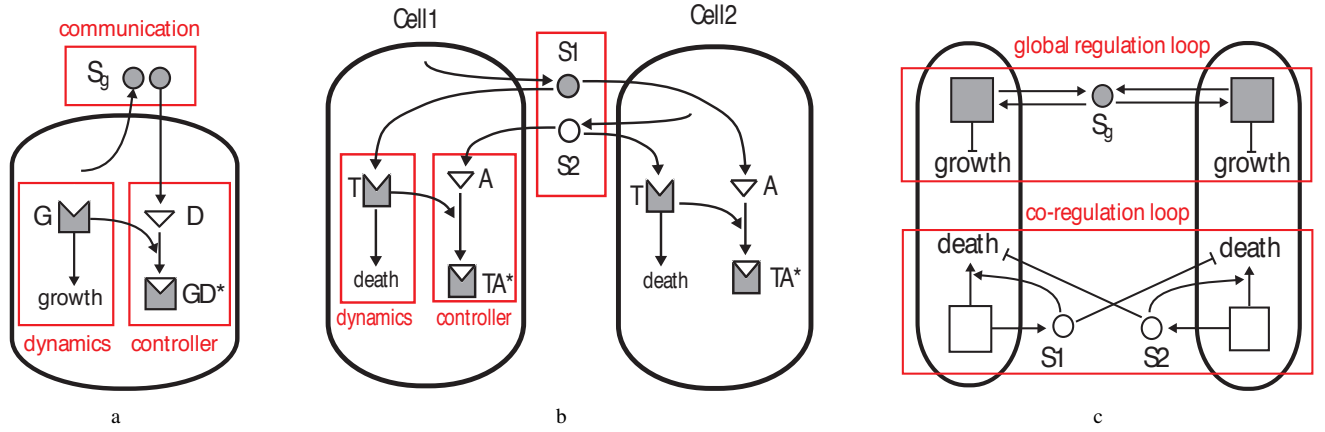 communication
Sg
G
D
growth
GD*
dynamics
controller
a
Cell1
Cell2
S1
S2
T
A
death
TA*
dynamics
controller
T
A
death
TA*
b
global regulation loop
Sg
growth
growth
co-regulation loop
death
death
S1
S2
c